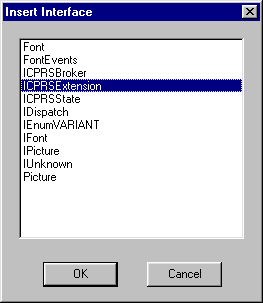 Insert Interface
Font
FontEvents
ICPRSBroker
ICPRSExtension
ICPRSState
IDispatch
IEnumVARIANT
IFont
IPicture
IUnknown
Picture
OK Cancel